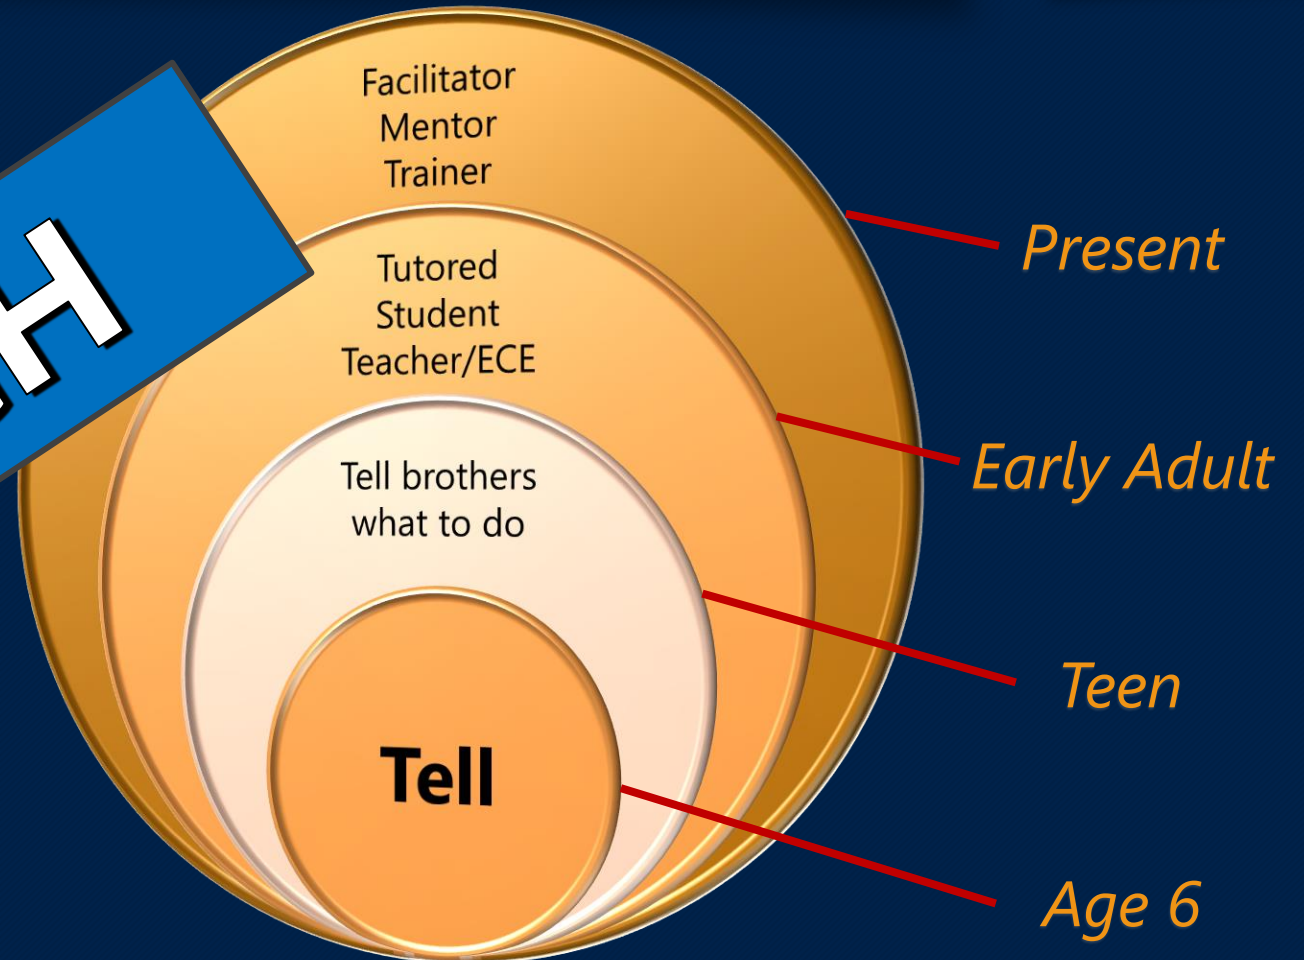 Facilitator
Mentor
Trainer
Present
Tutored
Student
Teacher/ECE
Early Adult
Tell brothers
what to do
Teen
Tell
Age 6